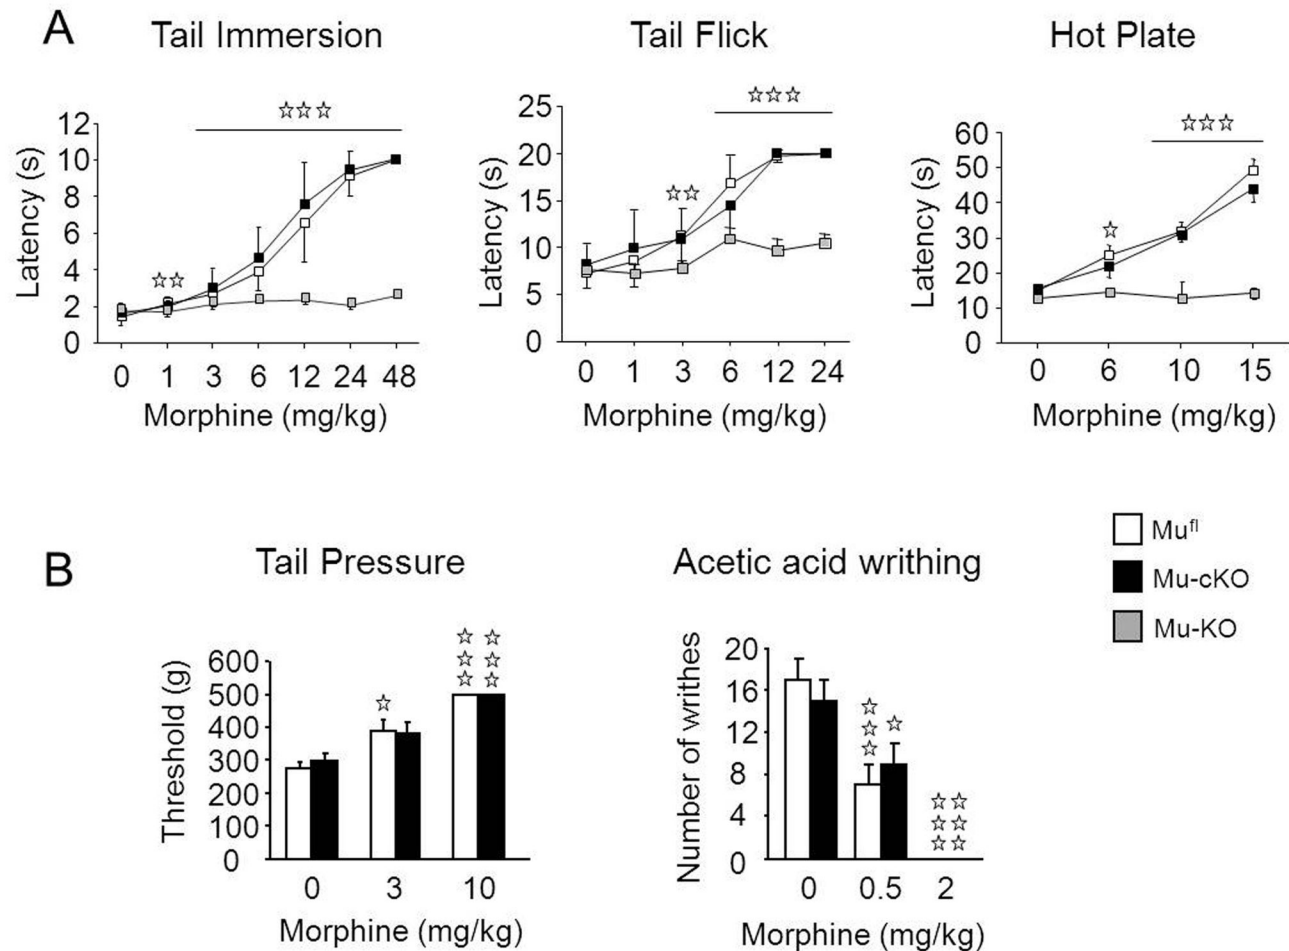 A
Tail Immersion
Tail Flick
Hot Plate
Latency (s)
12
10
8
6
4
2
0
☆☆
☆☆☆
0 1 3 6 12 24 48
Morphine (mg/kg)
Latency (s)
25
20
15
10
5
0
☆☆
☆☆☆
0 1 3 6 12 24
Morphine (mg/kg)
Latency (s)
60
50
40
30
20
10
0
☆
☆☆☆
0 6 10 15
Morphine (mg/kg)
Mu^fl
Mu-cKO
Mu-KO
B
Tail Pressure
Acetic acid writhing
Threshold (g)
600
500
400
300
200
100
0
☆
☆☆☆
☆☆☆
0 3 10
Morphine (mg/kg)
Number of writhes
20
16
12
8
4
0
☆☆☆
☆
☆☆
☆☆
☆☆
0 0.5 2
Morphine (mg/kg)